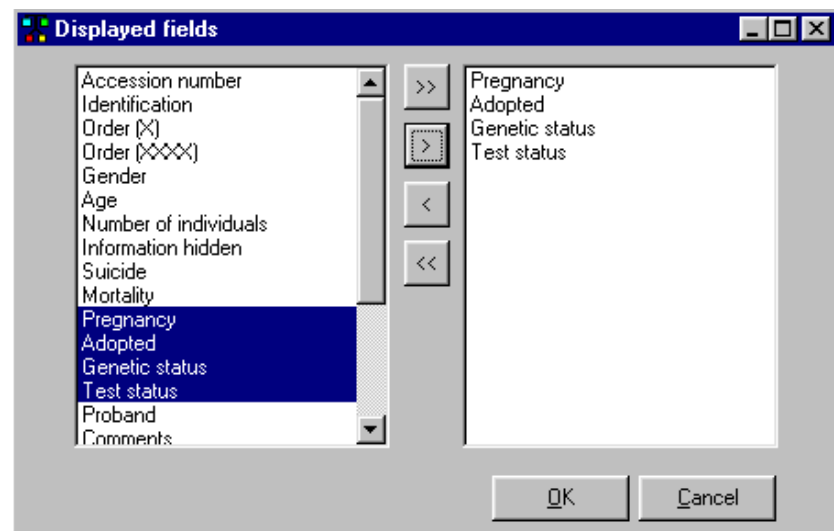 Displayed fields
Accession number
Identification
Order (X)
Order (XXXX)
Gender
Age
Number of individuals
Information hidden
Suicide
Mortality
Pregnancy
Adopted
Genetic status
Test status
Proband
Comments
>>
>
<
<<
Pregnancy
Adopted
Genetic status
Test status
OK
Cancel